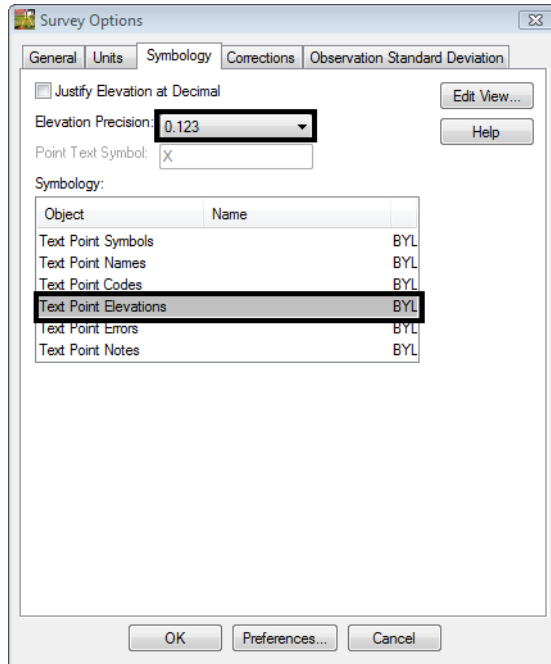 Survey Options
General Units Symbology Corrections Observation Standard Deviation
Justify Elevation at Decimal
Edit View...
Elevation Precision: 0.123
Help
Point Text Symbol: X
Symbology:
Object Name
Text Point Symbols BYL
Text Point Names BYL
Text Point Codes BYL
Text Point Elevations BYL
Text Point Errors BYL
Text Point Notes BYL
OK Preferences... Cancel